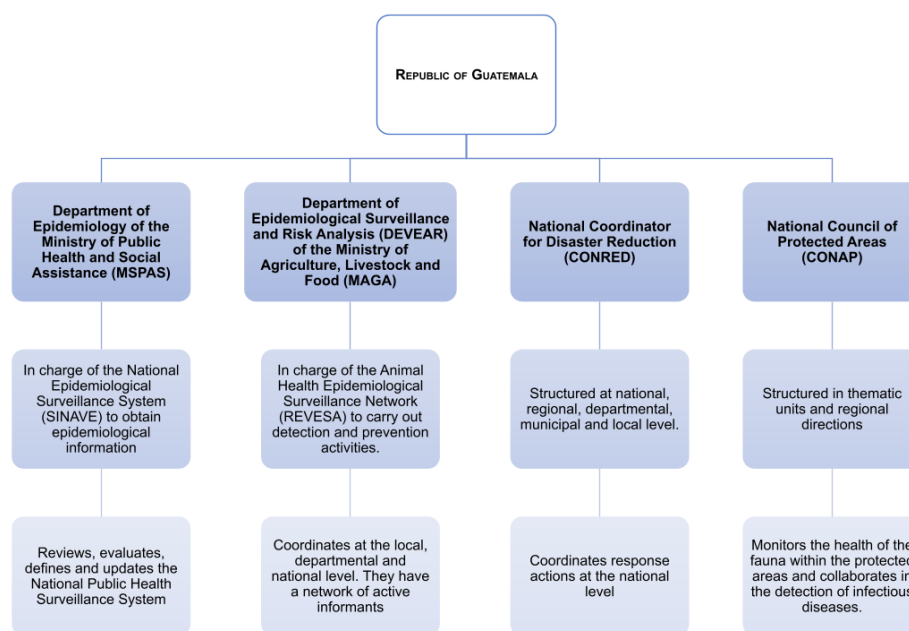 Republic of Guatemala
Department of
Epidemiology of the
Ministry of Public
Health and Social
Assistance (MSPAS)
Department of
Epidemiological Surveillance
and Risk Analysis (DEVEAR)
of the Ministry of
Agriculture, Livestock and
Food (MAGA)
National Coordinator
for Disaster Reduction
(CONRED)
National Council of
Protected Areas
(CONAP)
In charge of the National
Epidemiological
Surveillance System
(SINAVE) to obtain
epidemiological
information
In charge of the Animal
Health Epidemiological
Surveillance Network
(REVESA) to carry out
detection and prevention
activities.
Structured at national,
regional, departmental,
municipal and local level.
Structured in thematic
units and regional
directions
Reviews, evaluates,
defines and updates the
National Public Health
Surveillance System
Coordinates at the local,
departmental and
national level. They have
a network of active
informants
Coordinates response
actions at the national
level
Monitors the health of the
fauna within the protected
areas and collaborates in
the detection of infectious
diseases.